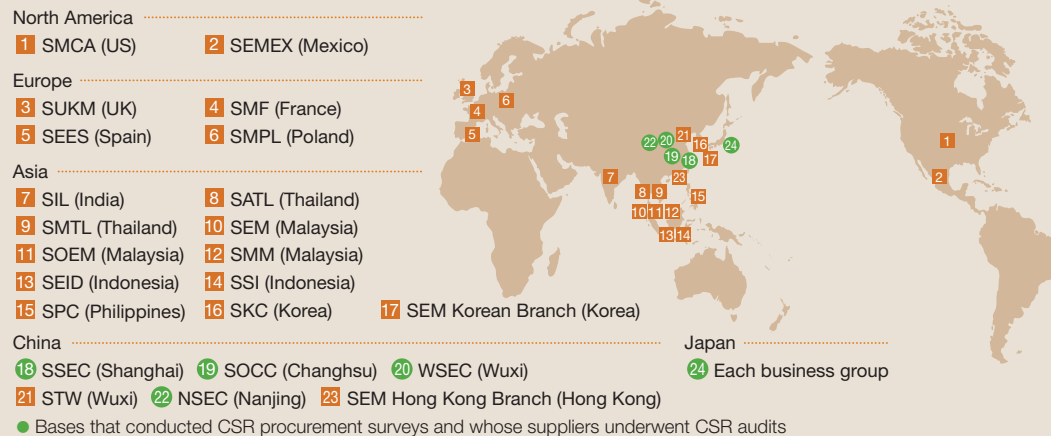 North America
1 SMCA (US) 2 SEMEX (Mexico)
Europe
3 SUKM (UK) 4 SMF (France)
5 SEES (Spain) 6 SMPL (Poland)
Asia
7 SIL (India) 8 SATL (Thailand)
9 SMTL (Thailand) 10 SEM (Malaysia)
11 SOEM (Malaysia) 12 SMM (Malaysia)
13 SEID (Indonesia) 14 SSI (Indonesia)
15 SPC (Philippines) 16 SKC (Korea) 17 SEM Korean Branch (Korea)
China
18 SSEC (Shanghai) 19 SOCC (Changhsu) 20 WSEC (Wuxi)
21 STW (Wuxi) 22 NSEC (Nanjing) 23 SEM Hong Kong Branch (Hong Kong)
Japan
24 Each business group
● Bases that conducted CSR procurement surveys and whose suppliers underwent CSR audits
3
4
6
5
22 20 21
16
24
19 18 17
7
23
8 9
15
10 11 12
13 14
1
2